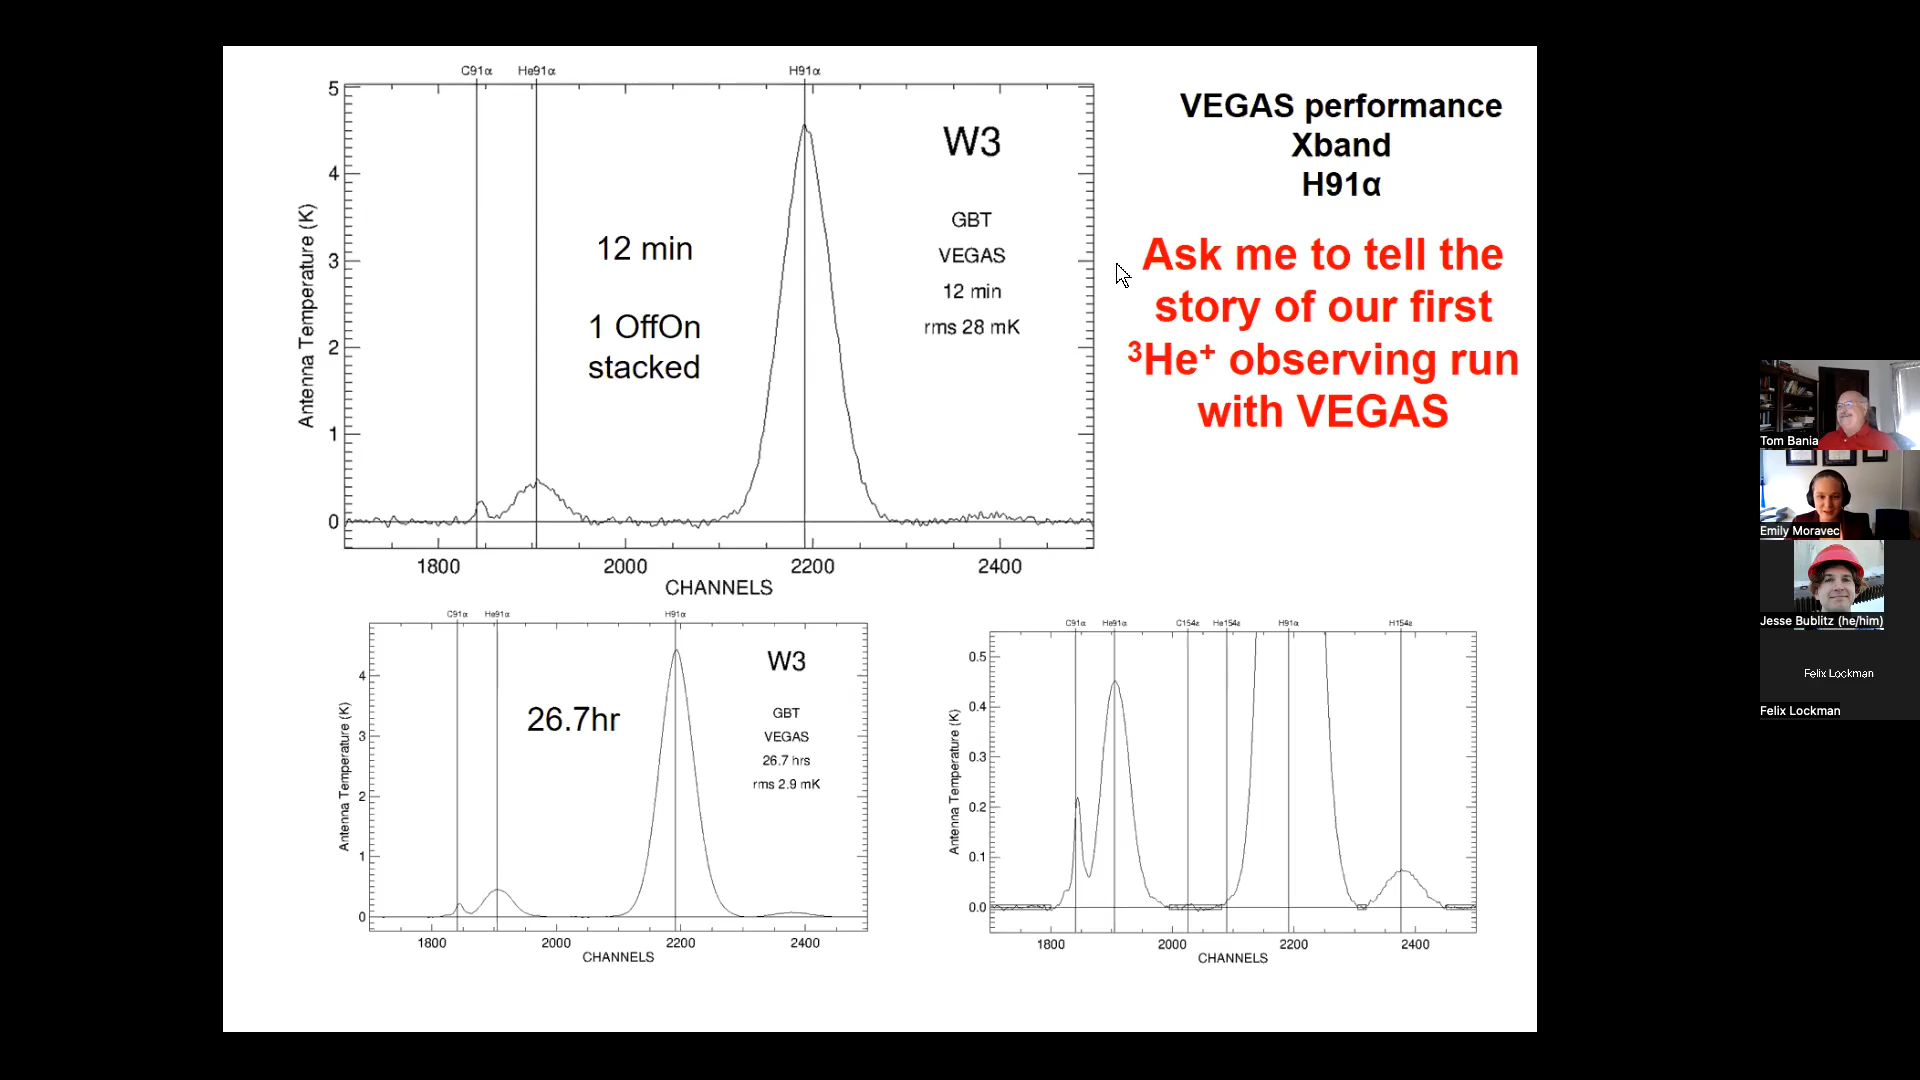 C91α He91α H91α
5
4
3
2
1
0
Antenna Temperature (K)
W3
GBT
VEGAS
12 min
rms 28 mK
12 min
1 OffOn
stacked
1800 2000 2200 2400
CHANNELS
VEGAS performance
Xband
H91α
Ask me to tell the
story of our first
³He⁺ observing run
with VEGAS
C91α He91α H91α
4
3
2
1
0
Antenna Temperature (K)
W3
GBT
VEGAS
26.7 hrs
rms 2.9 mK
26.7hr
1800 2000 2200 2400
CHANNELS
C91α He91α C154ε He154ε H91α H154ε
0.5
0.4
0.3
0.2
0.1
0.0
Antenna Temperature (K)
1800 2000 2200 2400
CHANNELS
Tom Bania
Emily Moravec
Jesse Bublitz (he/him)
Felix Lockman
Felix Lockman